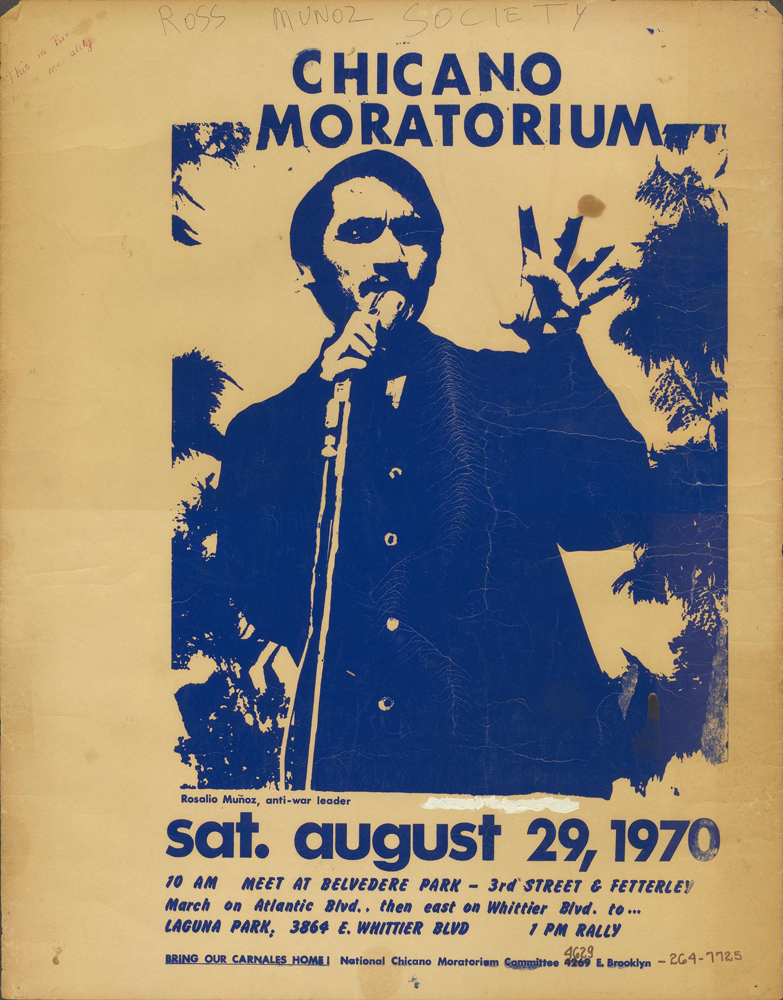 ROSS MUNOZ SOCIETY
This is
CHICANO
MORATORIUM
Rosalio Muñoz, anti-war leader
sat. august 29, 1970
10 AM MEET AT BELVEDERE PARK – 3rd STREET & FETTERLEY
March on Atlantic Blvd., then east on Whittier Blvd. to...
LAGUNA PARK, 3864 E. WHITTIER BLVD 1 PM RALLY
4629
BRING OUR CARNALES HOME! National Chicano Moratorium Committee 4269 E. Brooklyn – 264-7725